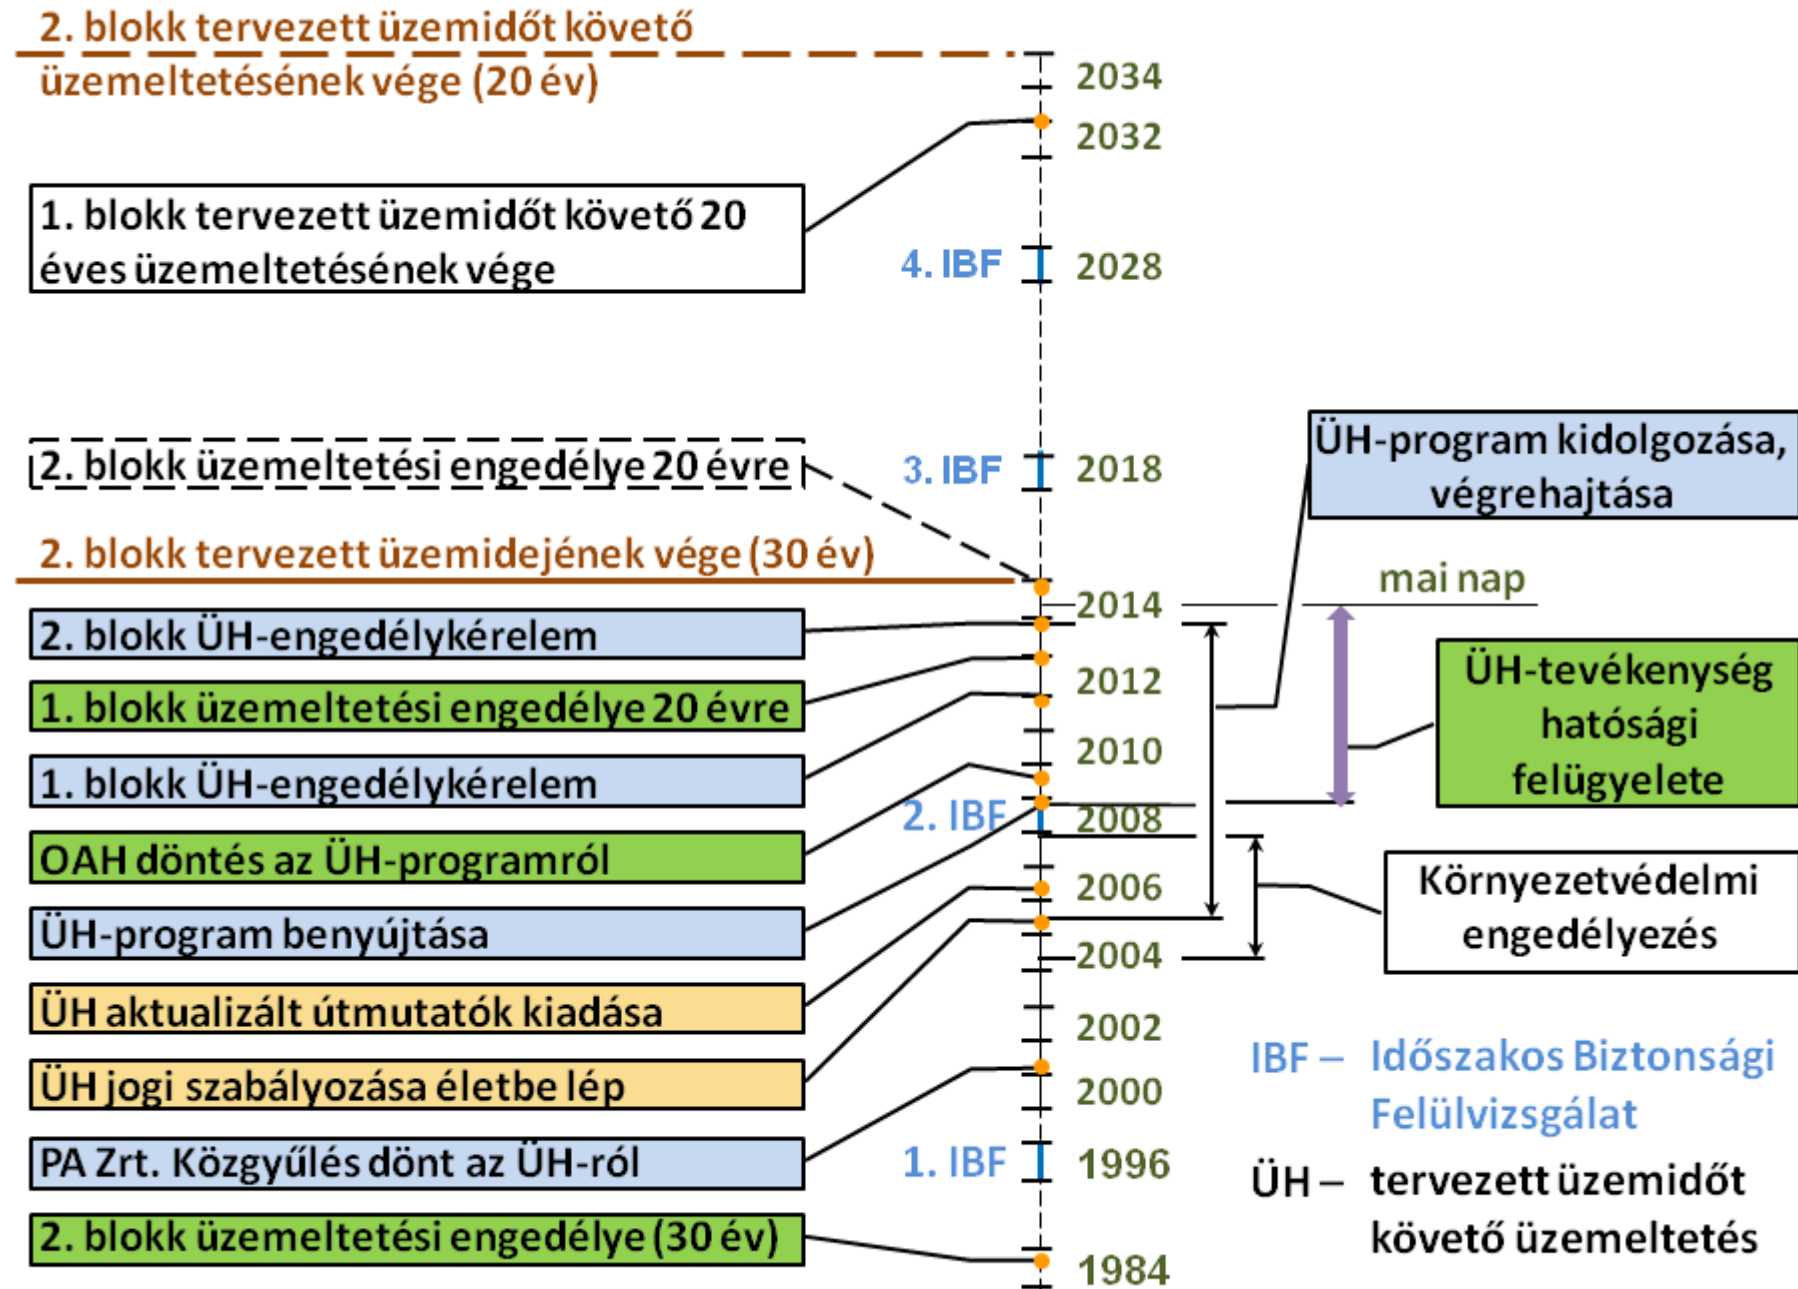 2. blokk tervezett üzemidőt követő
üzemeltetésének vége (20 év)
2034
2032
1. blokk tervezett üzemidőt követő 20
éves üzemeltetésének vége
4. IBF
2028
ÜH-program kidolgozása,
végrehajtása
2. blokk üzemeltetési engedélye 20 évre
3. IBF
2018
2. blokk tervezett üzemidejének vége (30 év)
mai nap
2014
2. blokk ÜH-engedélykérelem
ÜH-tevékenység
hatósági
felügyelete
2012
1. blokk üzemeltetési engedélye 20 évre
2010
1. blokk ÜH-engedélykérelem
2. IBF
2008
OAH döntés az ÜH-programról
2006
Környezetvédelmi
engedélyezés
ÜH-program benyújtása
2004
ÜH aktualizált útmutatók kiadása
2002
IBF – Időszakos Biztonsági
Felülvizsgálat
ÜH jogi szabályozása életbe lép
2000
PA Zrt. Közgyűlés dönt az ÜH-ról
1. IBF
1996
ÜH – tervezett üzemidőt
követő üzemeltetés
2. blokk üzemeltetési engedélye (30 év)
1984